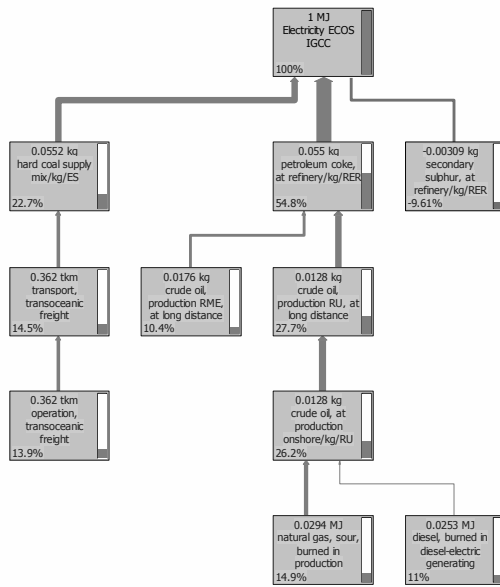 1 MJ
Electricity ECOS
IGCC
100%
0.0552 kg
hard coal supply
mix/kg/ES
22.7%
0.055 kg
petroleum coke,
at refinery/kg/RER
54.8%
-0.00309 kg
secondary
sulphur, at
refinery/kg/RER
-9.61%
0.362 tkm
transport,
transoceanic
freight
14.5%
0.0176 kg
crude oil,
production RME,
at long distance
10.4%
0.0128 kg
crude oil,
production RU, at
long distance
27.7%
0.362 tkm
operation,
transoceanic
freight
13.9%
0.0128 kg
crude oil, at
production
onshore/kg/RU
26.2%
0.0294 MJ
natural gas, sour,
burned in
production
14.9%
0.0253 MJ
diesel, burned in
diesel-electric
generating
11%